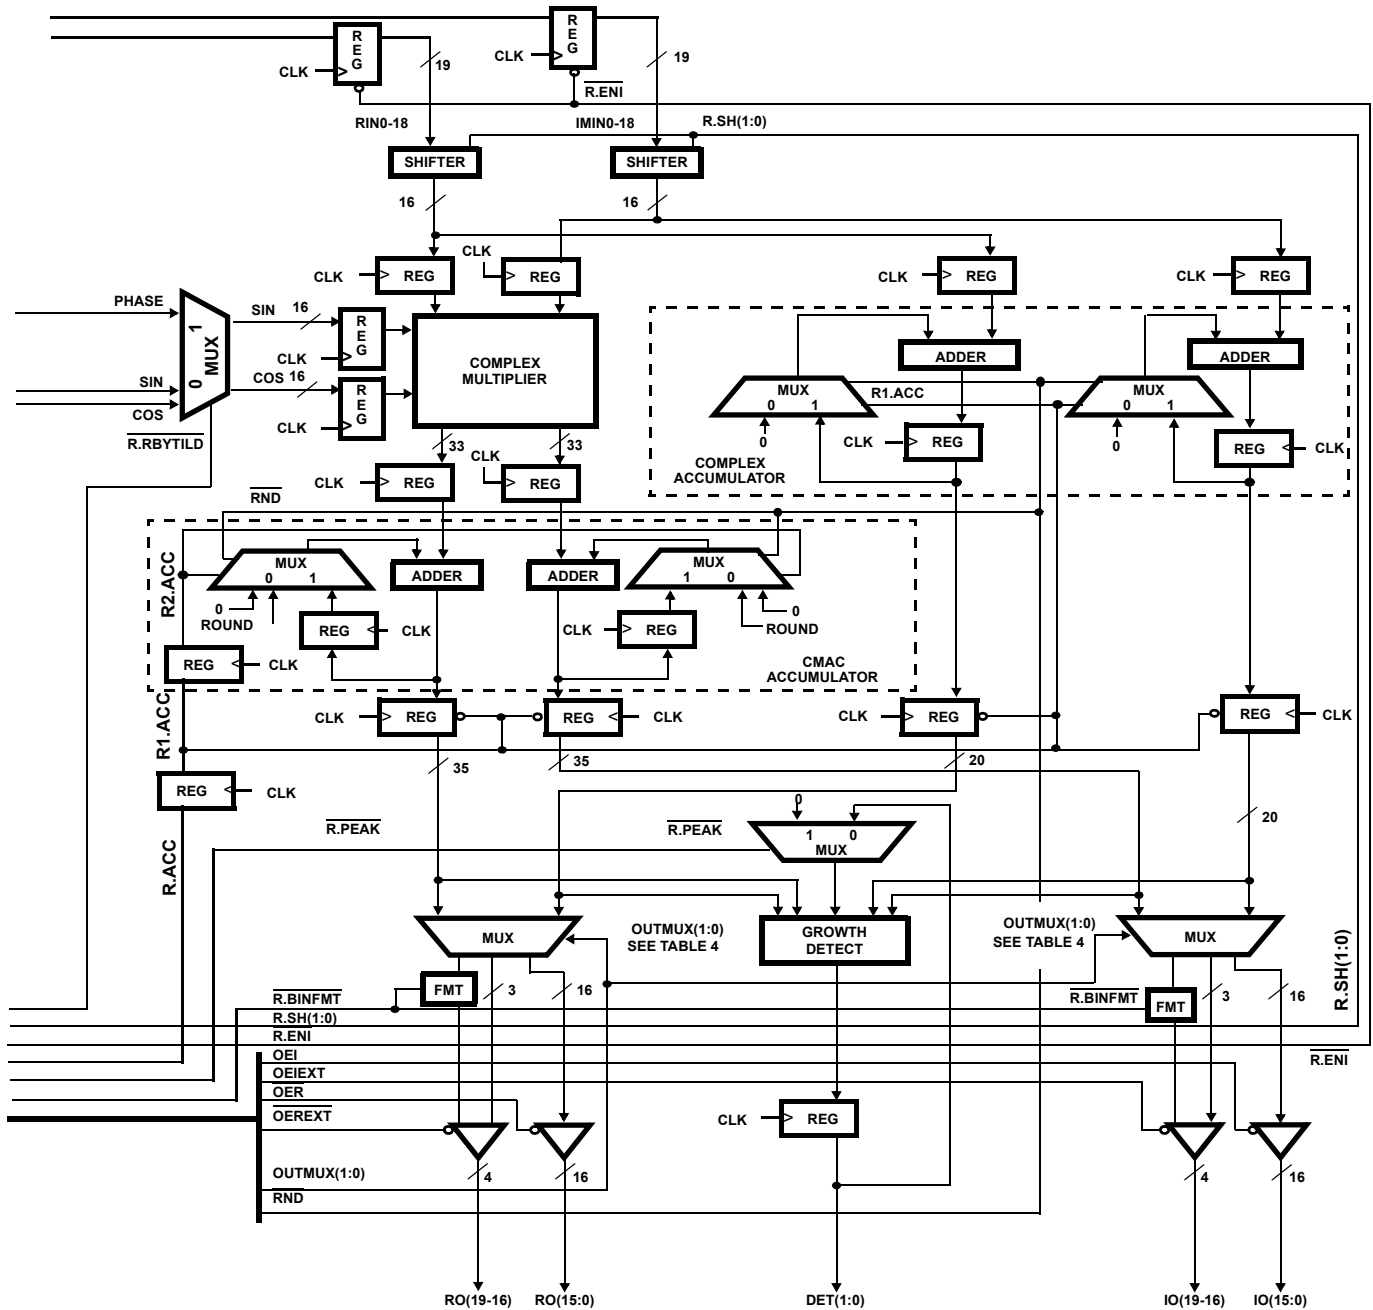 R
E
G
CLK
19
R
E
G
CLK
19
R.ENI
RIN0-18
IMIN0-18
R.SH(1:0)
SHIFTER
SHIFTER
16
16
CLK
REG
CLK
REG
CLK
REG
CLK
REG
PHASE
SIN
COS
MUX
1
0
R.RBYTILD
SIN
16
R
E
G
CLK
COS
16
R
E
G
CLK
COMPLEX
MULTIPLIER
33
33
ADDER
ADDER
MUX
0
1
0
R1.ACC
MUX
0
1
0
CLK
REG
REG
CLK
COMPLEX
ACCUMULATOR
CLK
REG
CLK
REG
RND
R2.ACC
MUX
0
1
0
ROUND
ADDER
ADDER
MUX
1
0
0
ROUND
REG
CLK
CLK
REG
REG
CLK
CMAC
ACCUMULATOR
R1.ACC
CLK
REG
REG
CLK
CLK
REG
REG
CLK
35
35
20
20
REG
CLK
R.ACC
R.PEAK
R.PEAK
0
1
0
MUX
MUX
OUTMUX(1:0)
SEE TABLE 4
GROWTH
DETECT
OUTMUX(1:0)
SEE TABLE 4
MUX
R.SH(1:0)
FMT
3
16
R.BINFMT
FMT
3
16
R.BINFMT
R.SH(1:0)
R.ENI
OEI
OEIEXT
OER
OEREXT
R.ENI
CLK
REG
OUTMUX(1:0)
RND
4
16
4
16
RO(19-16)
RO(15:0)
DET(1:0)
IO(19-16)
IO(15:0)